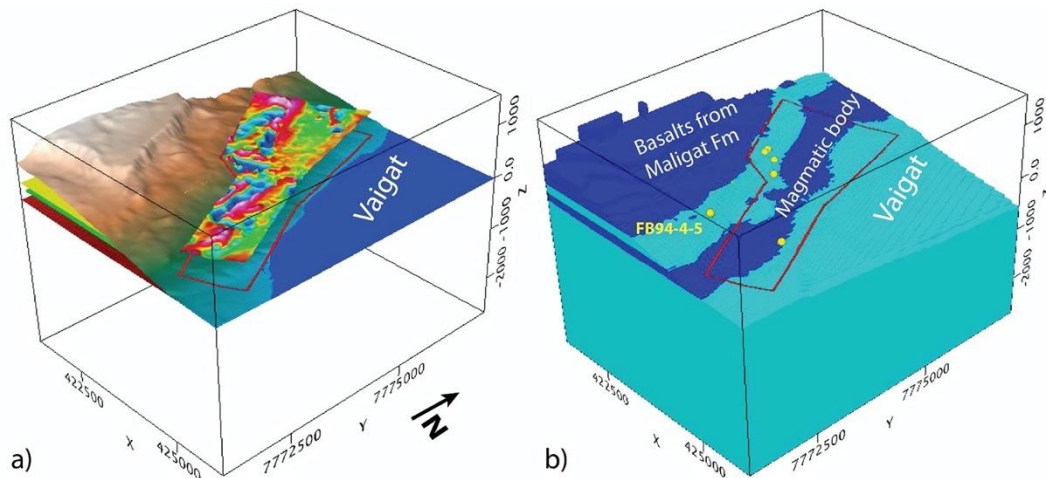 1000
0.0
Z
-1000
-2000
Vaigat
422500
X
425000
7772500
Y
7775000
N
a)
1000
0.0
-1000
-2000
Basalts from
Maligat Fm
Magmatic body
Vaigat
FB94-4-5
422500
X
425000
7772500
Y
7775000
b)